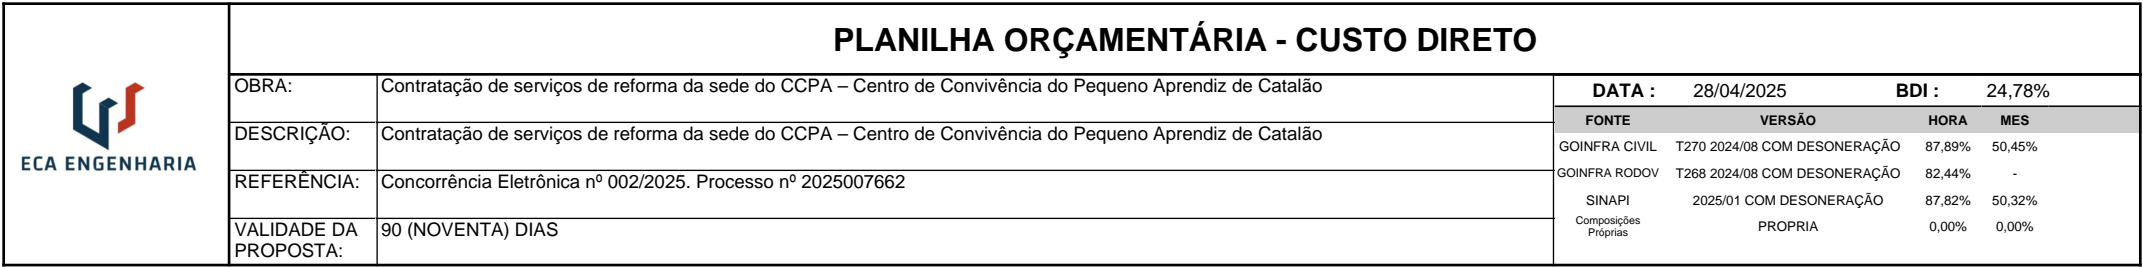 PLANILHA ORÇAMENTÁRIA - CUSTO DIRETO
ECA ENGENHARIA
OBRA: Contratação de serviços de reforma da sede do CCPA – Centro de Convivência do Pequeno Aprendiz de Catalão
DESCRIÇÃO: Contratação de serviços de reforma da sede do CCPA – Centro de Convivência do Pequeno Aprendiz de Catalão
REFERÊNCIA: Concorrência Eletrônica nº 002/2025. Processo nº 2025007662
VALIDADE DA PROPOSTA: 90 (NOVENTA) DIAS
DATA : 28/04/2025 BDI : 24,78%
FONTE VERSÃO HORA MES
GOINFRA CIVIL T270 2024/08 COM DESONERAÇÃO 87,89% 50,45%
GOINFRA RODOV T268 2024/08 COM DESONERAÇÃO 82,44% -
SINAPI 2025/01 COM DESONERAÇÃO 87,82% 50,32%
Composições Próprias PROPRIA 0,00% 0,00%